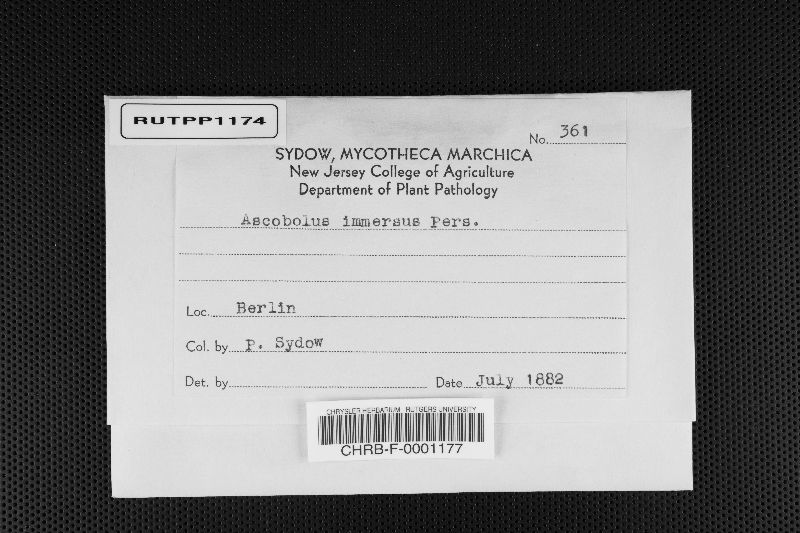 RUTPP1174
No. 361
SYDOW, MYCOTHECA MARCHICA
New Jersey College of Agriculture
Department of Plant Pathology
Ascobolus immersus Pers.
Loc. Berlin
Col. by P. Sydow
Det. by Date July 1882
CHRYSLER HERBARIUM - RUTGERS UNIVERSITY
CHRB-F-0001177